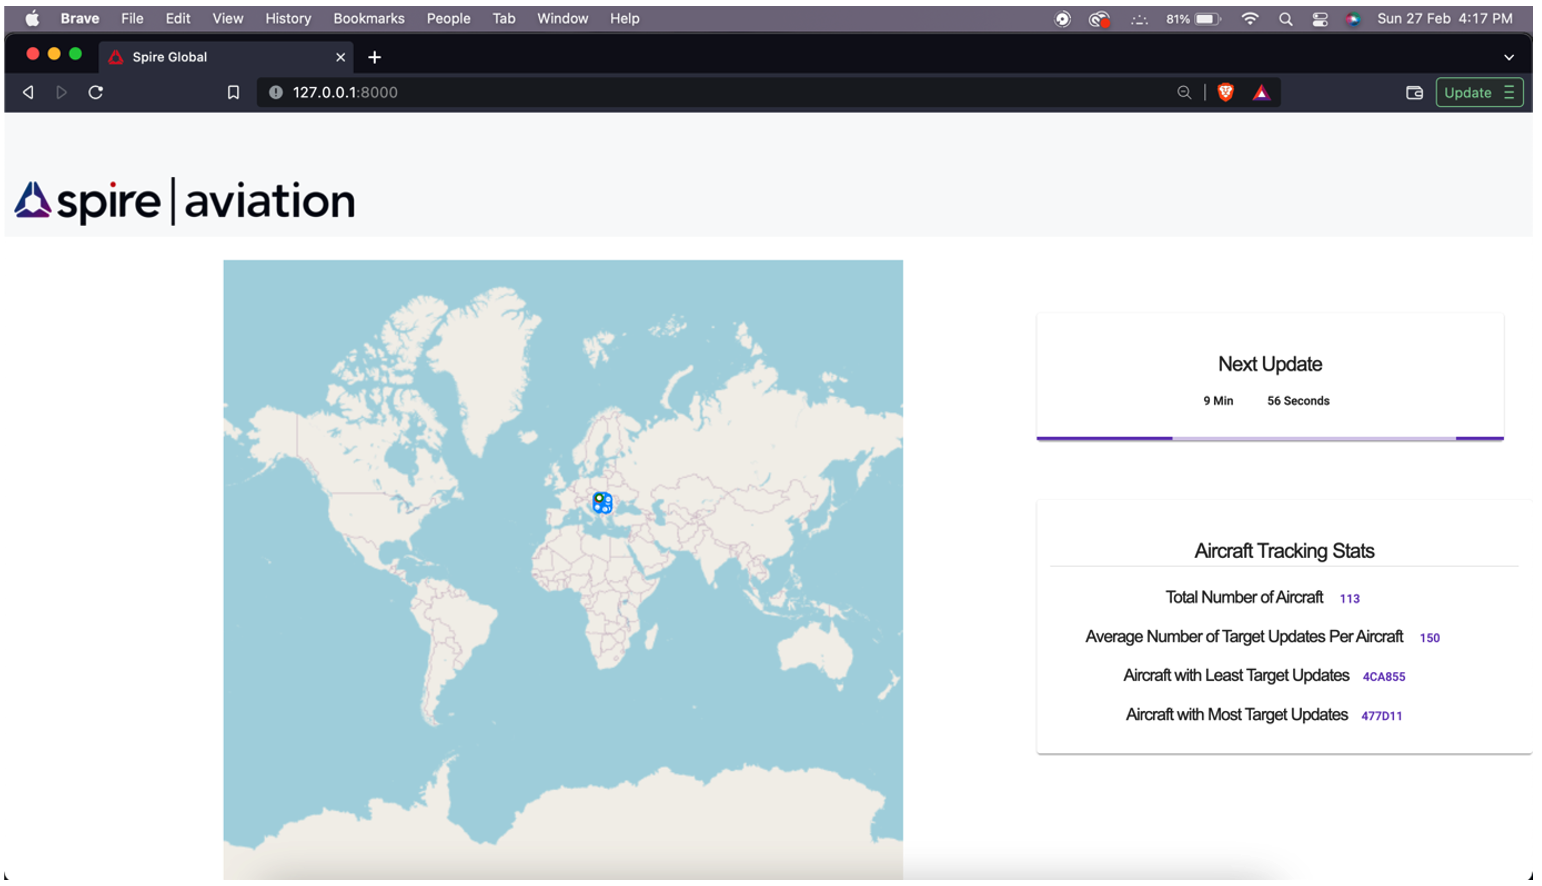 Brave File Edit View History Bookmarks People Tab Window Help 81% Sun 27 Feb 4:17 PM
Spire Global
127.0.0.1:8000 Update
spire | aviation
Next Update
9 Min 56 Seconds
Aircraft Tracking Stats
Total Number of Aircraft 113
Average Number of Target Updates Per Aircraft 150
Aircraft with Least Target Updates 4CA855
Aircraft with Most Target Updates 477D11